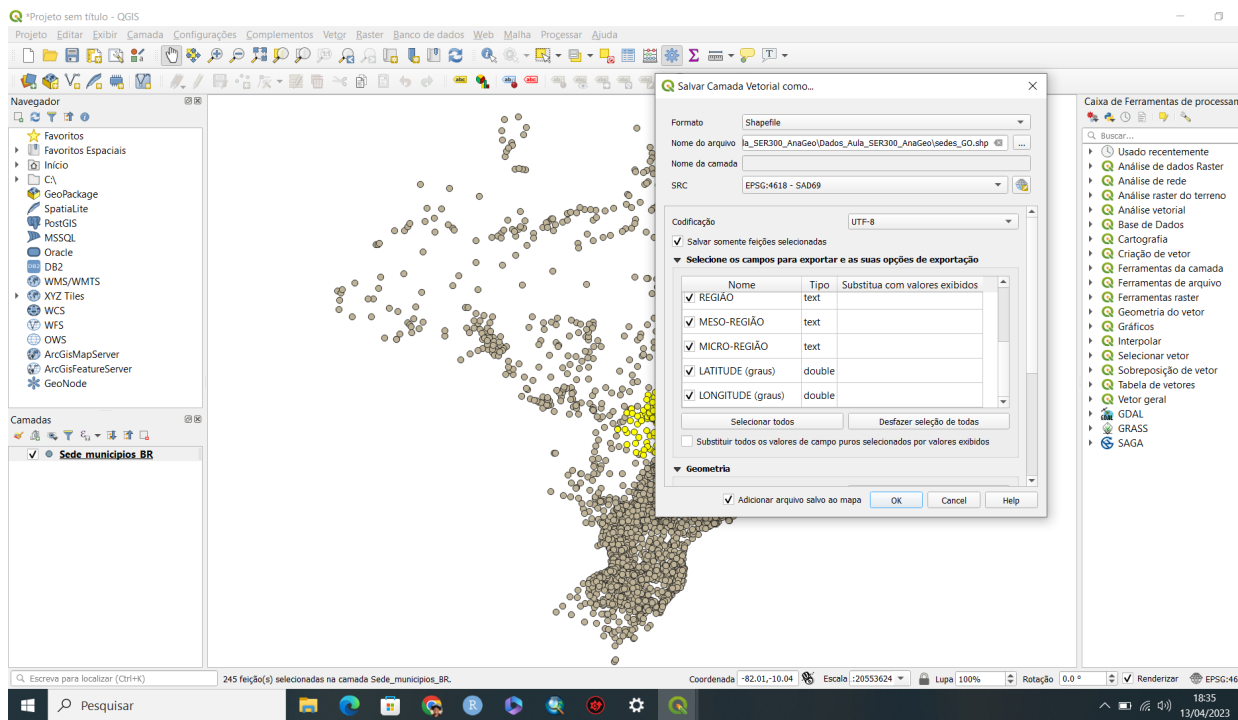 *Projeto sem título - QGIS
Projeto Editar Exibir Camada Configurações Complementos Vetor Raster Banco de dados Web Malha Processar Ajuda
Navegador
Favoritos
Favoritos Espaciais
Início
C:\
GeoPackage
SpatiaLite
PostGIS
MSSQL
Oracle
DB2
WMS/WMTS
XYZ Tiles
WCS
WFS
OWS
ArcGisMapServer
ArcGisFeatureServer
GeoNode
Camadas
Sede municipios BR
Salvar Camada Vetorial como...
Formato Shapefile
Nome do arquivo la_SER300_AnaGeo\Dados_Aula_SER300_AnaGeo\sedes_GO.shp ...
Nome da camada
SRC EPSG:4618 - SAD69
Codificação UTF-8
Salvar somente feições selecionadas
Selecione os campos para exportar e as suas opções de exportação
Nome Tipo Substitua com valores exibidos
REGIÃO text
MESO-REGIÃO text
MICRO-REGIÃO text
LATITUDE (graus) double
LONGITUDE (graus) double
Selecionar todos Desfazer seleção de todas
Substituir todos os valores de campo puros selecionados por valores exibidos
Geometria
Adicionar arquivo salvo ao mapa OK Cancel Help
Caixa de Ferramentas de processam
Buscar...
Usado recentemente
Análise de dados Raster
Análise de rede
Análise raster do terreno
Análise vetorial
Base de Dados
Cartografia
Criação de vetor
Ferramentas da camada
Ferramentas de arquivo
Ferramentas raster
Geometria do vetor
Gráficos
Interpolar
Selecionar vetor
Sobreposição de vetor
Tabela de vetores
Vetor geral
GDAL
GRASS
SAGA
Escreva para localizar (Ctrl+K) 245 feição(o) selecionadas na camada Sede_municipios_BR. Coordenada -82.01,-10.04 Escala :20553624 Lupa 100% Rotação 0.0 ° Renderizar EPSG:46
Pesquisar
18:35
13/04/2023